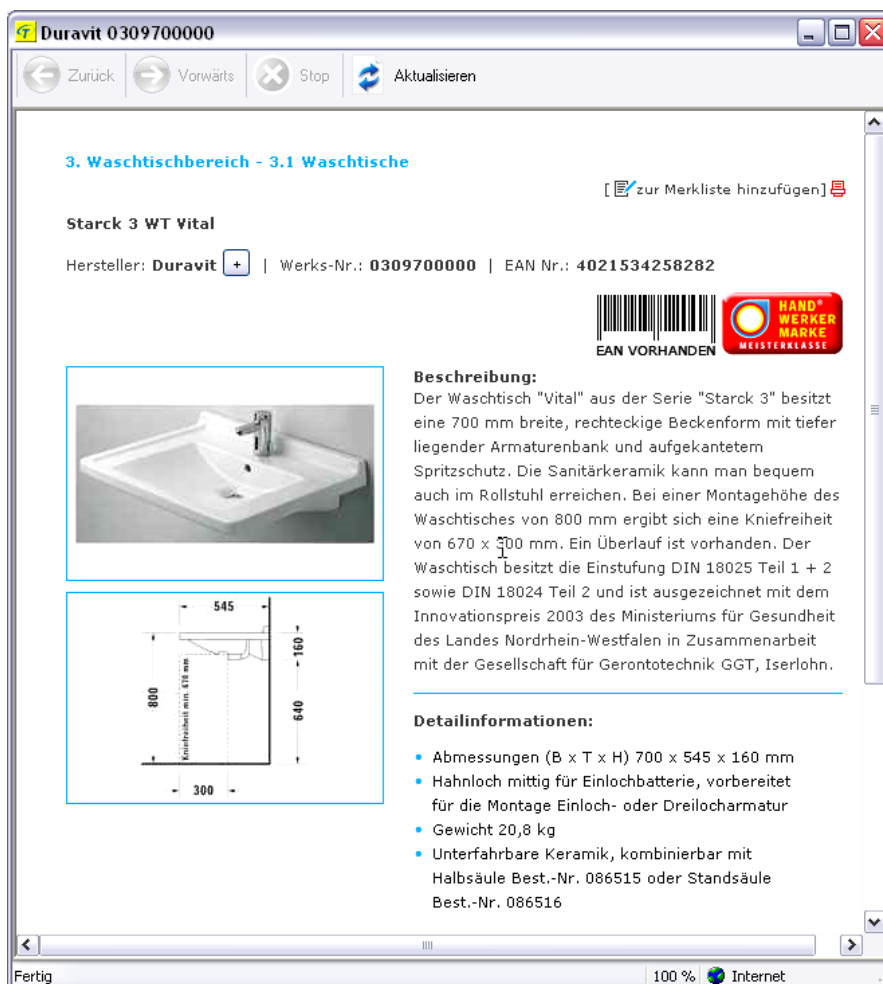 Duravit 0309700000
Zurück Vorwärts Stop Aktualisieren
3. Waschtischbereich - 3.1 Waschtische
[ zur Merkliste hinzufügen]
Starck 3 WT Vital
Hersteller: Duravit + | Werks-Nr.: 0309700000 | EAN Nr.: 4021534258282
EAN VORHANDEN
HAND®
WERKER
MARKE
MEISTERKLASSE
Beschreibung:
Der Waschtisch "Vital" aus der Serie "Starck 3" besitzt
eine 700 mm breite, rechteckige Beckenform mit tiefer
liegender Armaturenbank und aufgekantetem
Spritzschutz. Die Sanitärkeramik kann man bequem
auch im Rollstuhl erreichen. Bei einer Montagehöhe des
Waschtisches von 800 mm ergibt sich eine Kniefreiheit
von 670 x 300 mm. Ein Überlauf ist vorhanden. Der
Waschtisch besitzt die Einstufung DIN 18025 Teil 1 + 2
sowie DIN 18024 Teil 2 und ist ausgezeichnet mit dem
Innovationspreis 2003 des Ministeriums für Gesundheit
des Landes Nordrhein-Westfalen in Zusammenarbeit
mit der Gesellschaft für Gerontotechnik GGT, Iserlohn.
545
160
800
Kniefreiheit min. 670 mm
640
300
Detailinformationen:
Abmessungen (B x T x H) 700 x 545 x 160 mm
Hahnloch mittig für Einlochbatterie, vorbereitet
für die Montage Einloch- oder Dreilocharmatur
Gewicht 20,8 kg
Unterfahrbare Keramik, kombinierbar mit
Halbsäule Best.-Nr. 086515 oder Standsäule
Best.-Nr. 086516
Fertig
100 % Internet